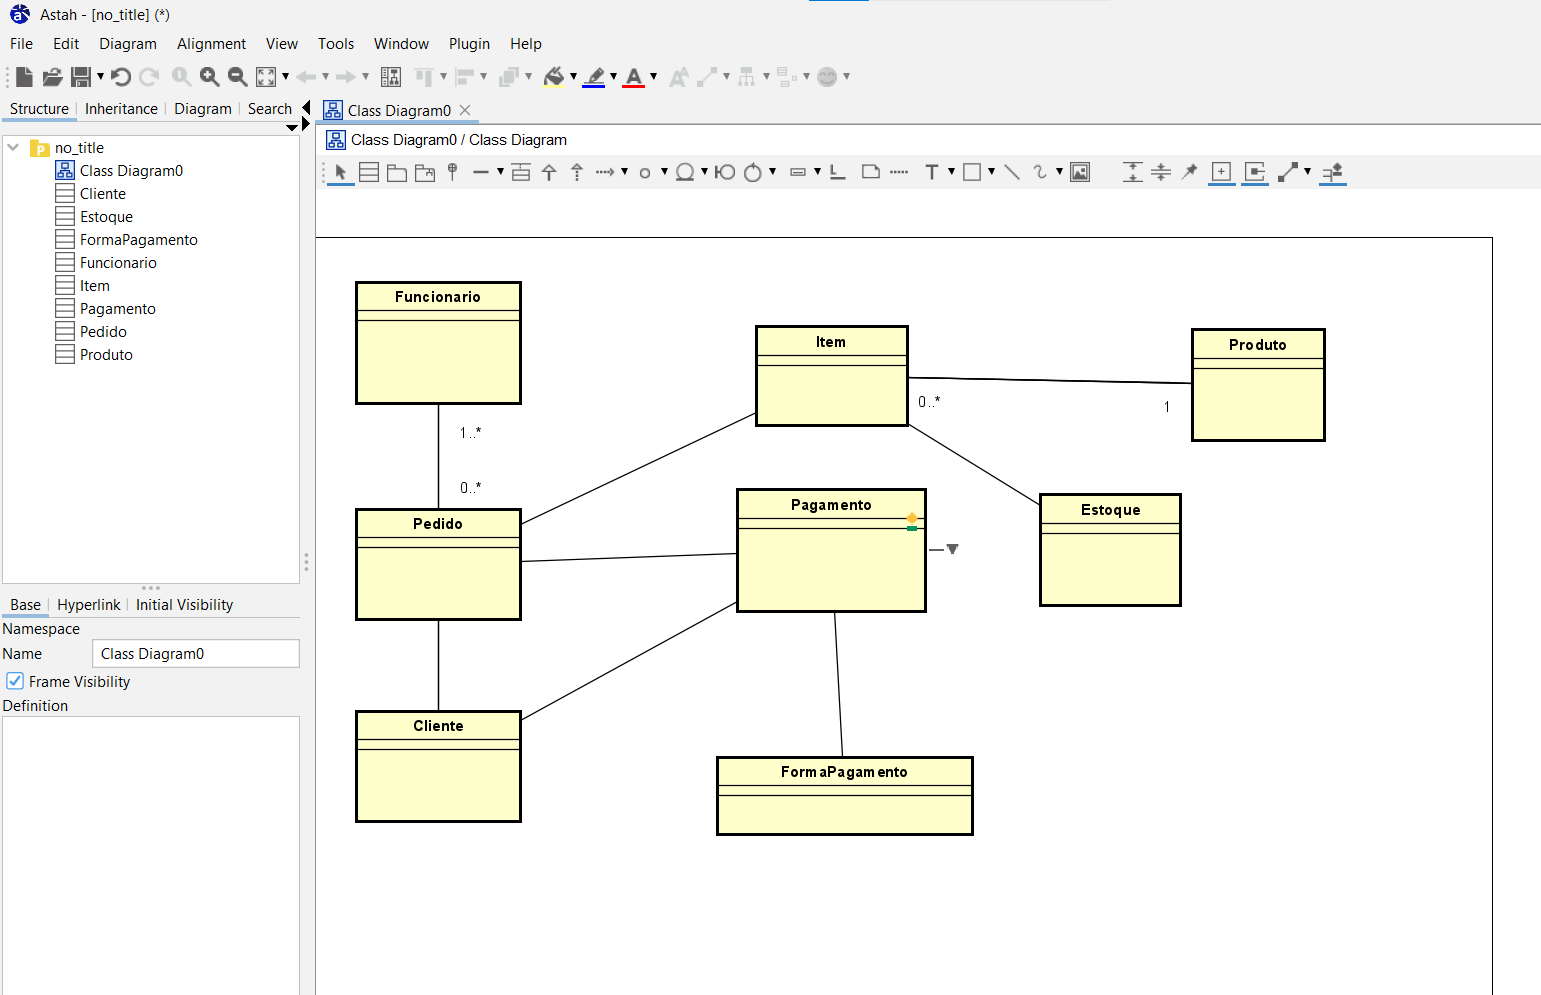 Astah - [no_title] (*)
File Edit Diagram Alignment View Tools Window Plugin Help
Structure Inheritance Diagram Search
no_title
Class Diagram0
Cliente
Estoque
FormaPagamento
Funcionario
Item
Pagamento
Pedido
Produto
Base Hyperlink Initial Visibility
Namespace
Name Class Diagram0
Frame Visibility
Definition
Class Diagram0
Class Diagram0 / Class Diagram
Funcionario
Item
Produto
0..*
1
1..*
0..*
Pedido
Pagamento
Estoque
Cliente
FormaPagamento